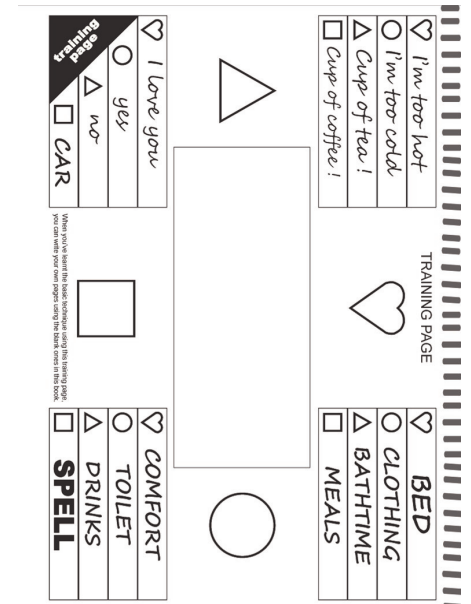 I'm too hot
I'm too cold
Cup of tea !
Cup of coffee !
TRAINING PAGE
BED
CLOTHING
BATHTIME
MEALS
I love you
yes
no
CAR
training
page
When you've learnt the basic technique using this training page,
you can write your own pages using the blank ones in this book.
COMFORT
TOILET
DRINKS
SPELL